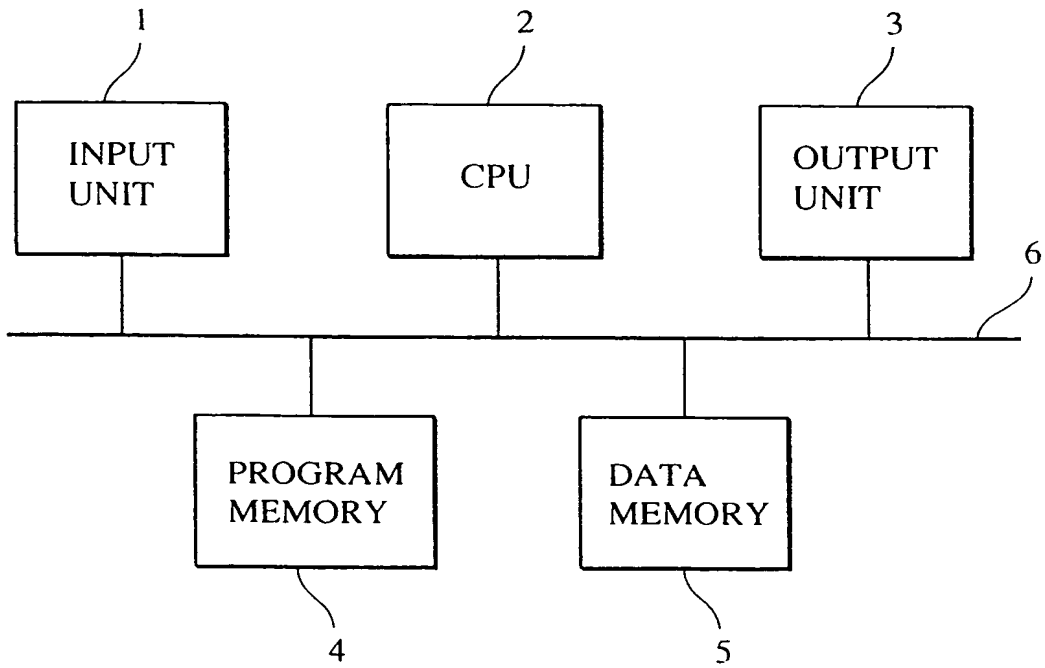 1
2
3
INPUT
UNIT
CPU
OUTPUT
UNIT
6
PROGRAM
MEMORY
DATA
MEMORY
4
5